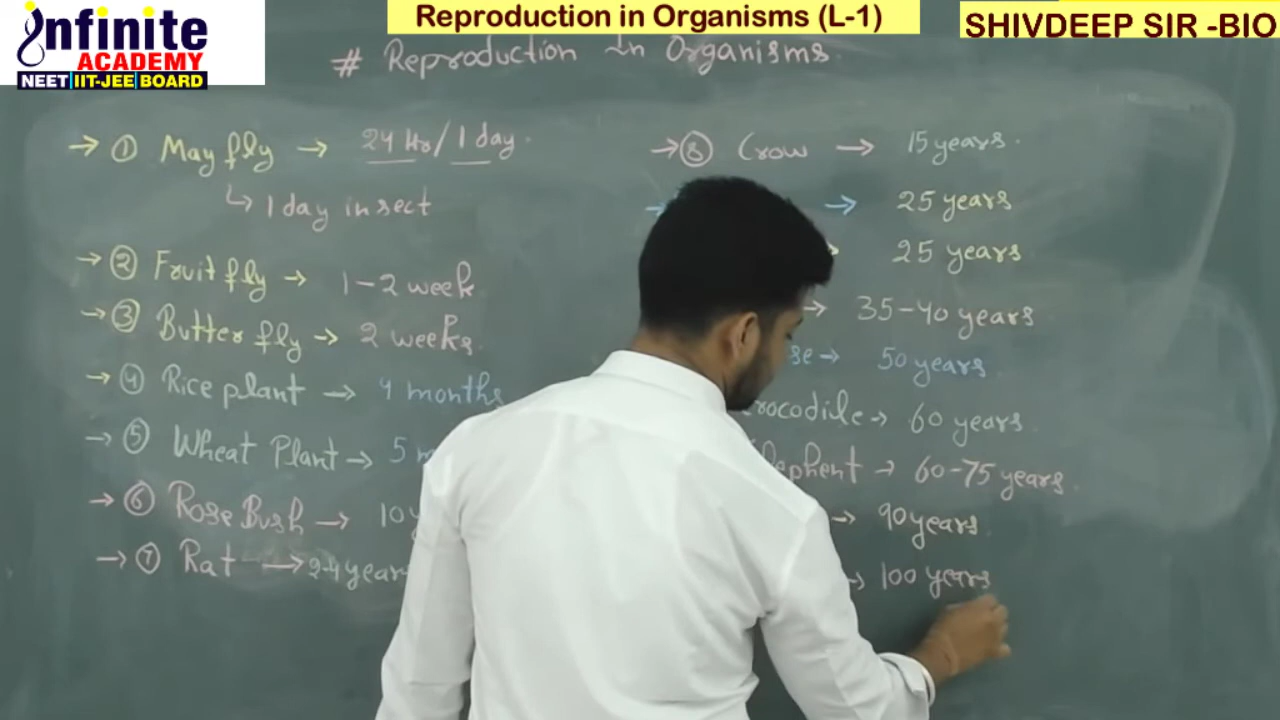 infinite
ACADEMY
NEET IIT-JEE BOARD
Reproduction in Organisms (L-1)
SHIVDEEP SIR -BIO
# Reproduction in Organisms
→ ① May fly → 24 Hr/1 day.
↳ 1 day insect
→ ② Fruit fly → 1-2 week
→ ③ Butter fly → 2 weeks.
→ ④ Rice plant → 4 months
→ ⑤ Wheat Plant → 5
→ ⑥ Rose Bush → 10
→ ⑦ Rat → 2-4 year
→ ⑧ Crow → 15 years.
→ → 25 years
25 years
→ 35-40 years
se → 50 years
rocodile → 60 years
lephent → 60-75 years.
→ 90 years
→ 100 years